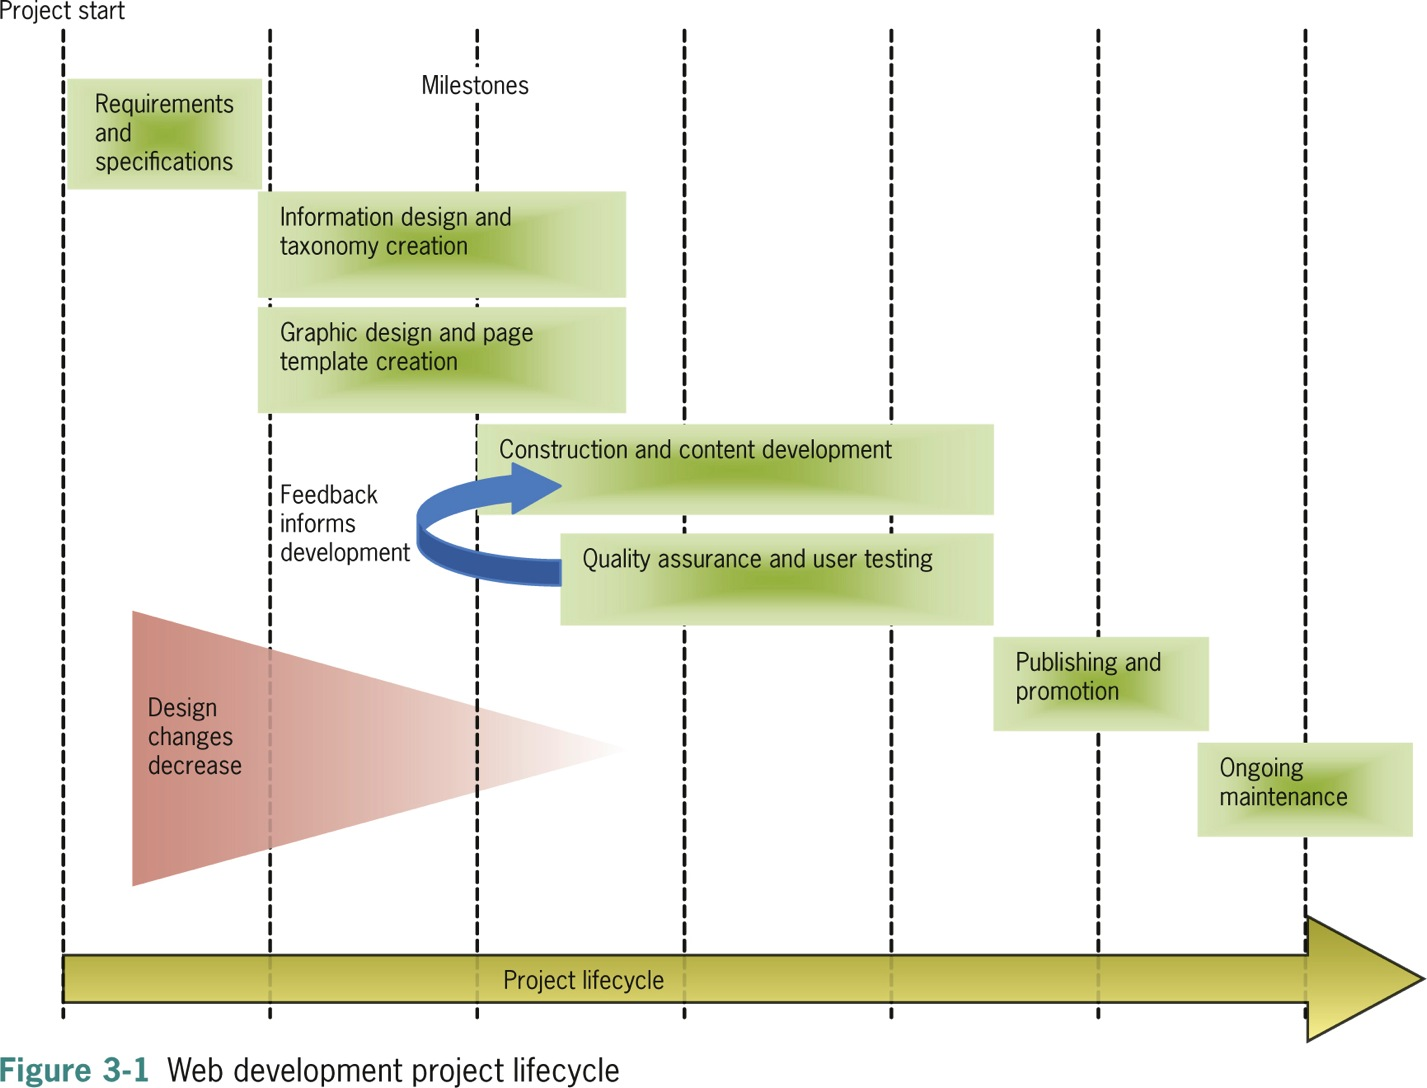 Project start
Milestones
Requirements
and
specifications
Information design and
taxonomy creation
Graphic design and page
template creation
Construction and content development
Feedback
informs
development
Quality assurance and user testing
Publishing and
promotion
Design
changes
decrease
Ongoing
maintenance
Project lifecycle
Figure 3-1 Web development project lifecycle